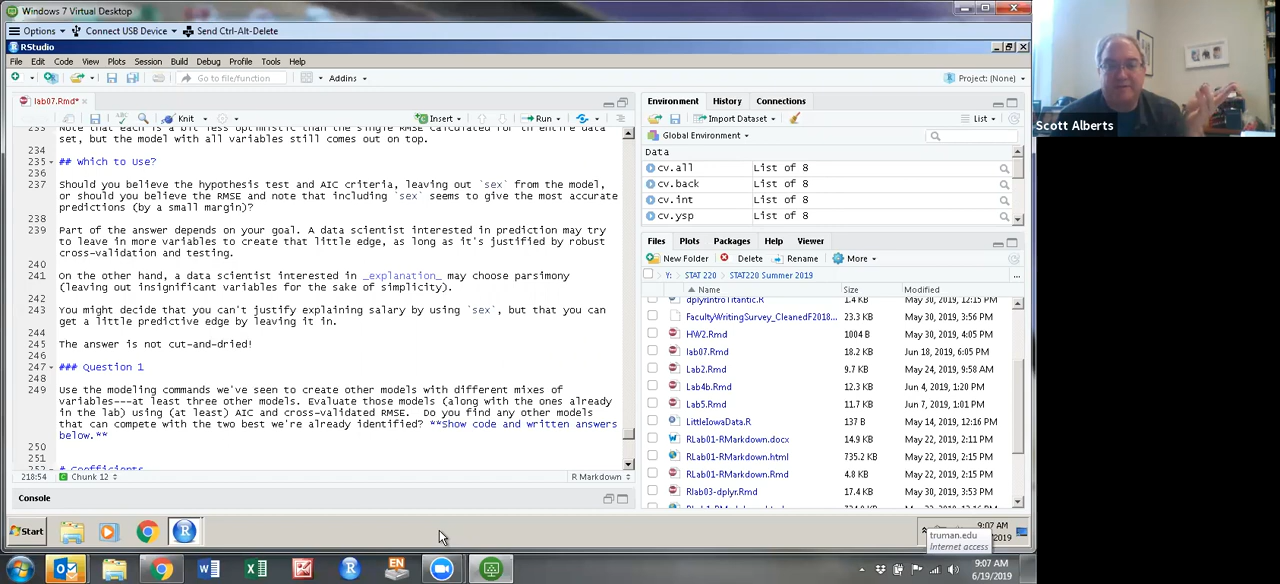 Windows 7 Virtual Desktop
Options Connect USB Device Send Ctrl-Alt-Delete
RStudio
File Edit Code View Plots Session Build Debug Profile Tools Help
Go to file/function Addins Project: (None)
lab07.Rmd*
Knit Insert Run
233 Note that each is a bit less optimistic than the single RMSE calculated for th entire data
set, but the model with all variables still comes out on top.
234
235 ## Which to Use?
236
237 Should you believe the hypothesis test and AIC criteria, leaving out `sex` from the model,
or should you believe the RMSE and note that including `sex` seems to give the most accurate
predictions (by a small margin)?
238
239 Part of the answer depends on your goal. A data scientist interested in prediction may try
to leave in more variables to create that little edge, as long as it's justified by robust
cross-validation and testing.
240
241 On the other hand, a data scientist interested in _explanation_ may choose parsimony
(leaving out insignificant variables for the sake of simplicity).
242
243 You might decide that you can't justify explaining salary by using `sex`, but that you can
get a little predictive edge by leaving it in.
244
245 The answer is not cut-and-dried!
246
247 ### Question 1
248
249 Use the modeling commands we've seen to create other models with different mixes of
variables---at least three other models. Evaluate those models (along with the ones already
in the lab) using (at least) AIC and cross-validated RMSE. Do you find any other models
that can compete with the two best we're already identified? **Show code and written answers
below.**
250
251
252 # Coefficients
218:54 Chunk 12 R Markdown
Console
Environment History Connections
Import Dataset List
Global Environment
Data
cv.all List of 8
cv.back List of 8
cv.int List of 8
cv.ysp List of 8
Files Plots Packages Help Viewer
New Folder Delete Rename More
Y: STAT 220 STAT220 Summer 2019 ...
Name Size Modified
dplyrIntroTitantic.R 1.4 KB May 30, 2019, 12:15 PM
FacultyWritingSurvey_CleanedF2018... 23.3 KB May 30, 2019, 3:56 PM
HW2.Rmd 1004 B May 30, 2019, 4:13 PM
lab07.Rmd 18.2 KB Jun 18, 2019, 6:05 PM
Lab2.Rmd 9.7 KB May 24, 2019, 9:58 AM
Lab4b.Rmd 12.3 KB Jun 4, 2019, 1:20 PM
Lab5.Rmd 11.7 KB Jun 7, 2019, 1:01 PM
LittleIowaData.R 137 B May 14, 2019, 12:16 PM
RLab01-RMarkdown.docx 14.9 KB May 22, 2019, 2:11 PM
RLab01-RMarkdown.html 735.2 KB May 22, 2019, 2:15 PM
RLab01-RMarkdown.Rmd 4.8 KB May 22, 2019, 2:15 PM
Rlab03-dplyr.Rmd 17.4 KB May 30, 2019, 3:53 PM
Start
9:07 AM
truman.edu
Internet access
EN
9:07 AM
6/19/2019
Scott Alberts